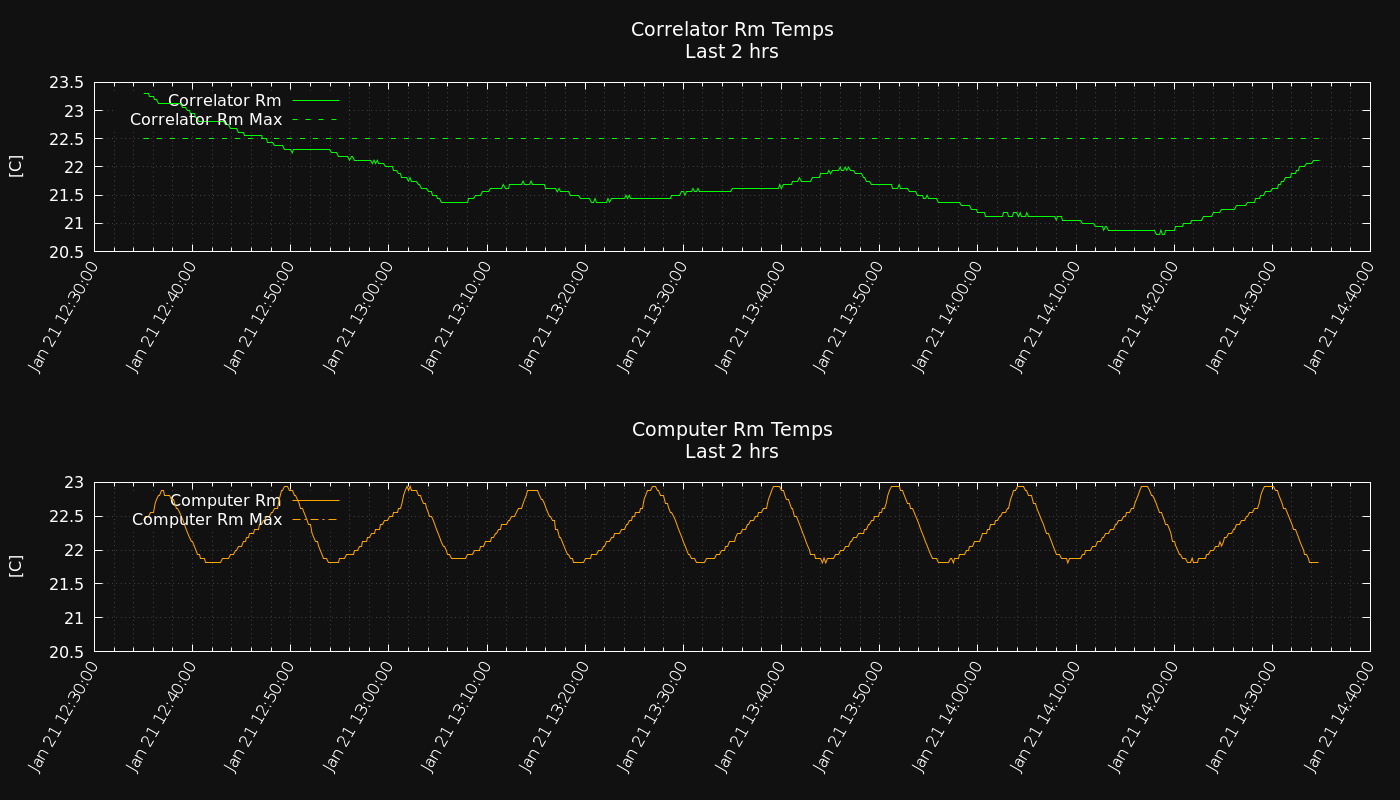 Correlator Rm Temps
Last 2 hrs
23.5
23
22.5
22
21.5
21
20.5
[C]
Correlator Rm
Correlator Rm Max
Jan 21 12:30:00
Jan 21 12:40:00
Jan 21 12:50:00
Jan 21 13:00:00
Jan 21 13:10:00
Jan 21 13:20:00
Jan 21 13:30:00
Jan 21 13:40:00
Jan 21 13:50:00
Jan 21 14:00:00
Jan 21 14:10:00
Jan 21 14:20:00
Jan 21 14:30:00
Jan 21 14:40:00
Computer Rm Temps
Last 2 hrs
23
22.5
22
21.5
21
20.5
[C]
Computer Rm
Computer Rm Max
Jan 21 12:30:00
Jan 21 12:40:00
Jan 21 12:50:00
Jan 21 13:00:00
Jan 21 13:10:00
Jan 21 13:20:00
Jan 21 13:30:00
Jan 21 13:40:00
Jan 21 13:50:00
Jan 21 14:00:00
Jan 21 14:10:00
Jan 21 14:20:00
Jan 21 14:30:00
Jan 21 14:40:00